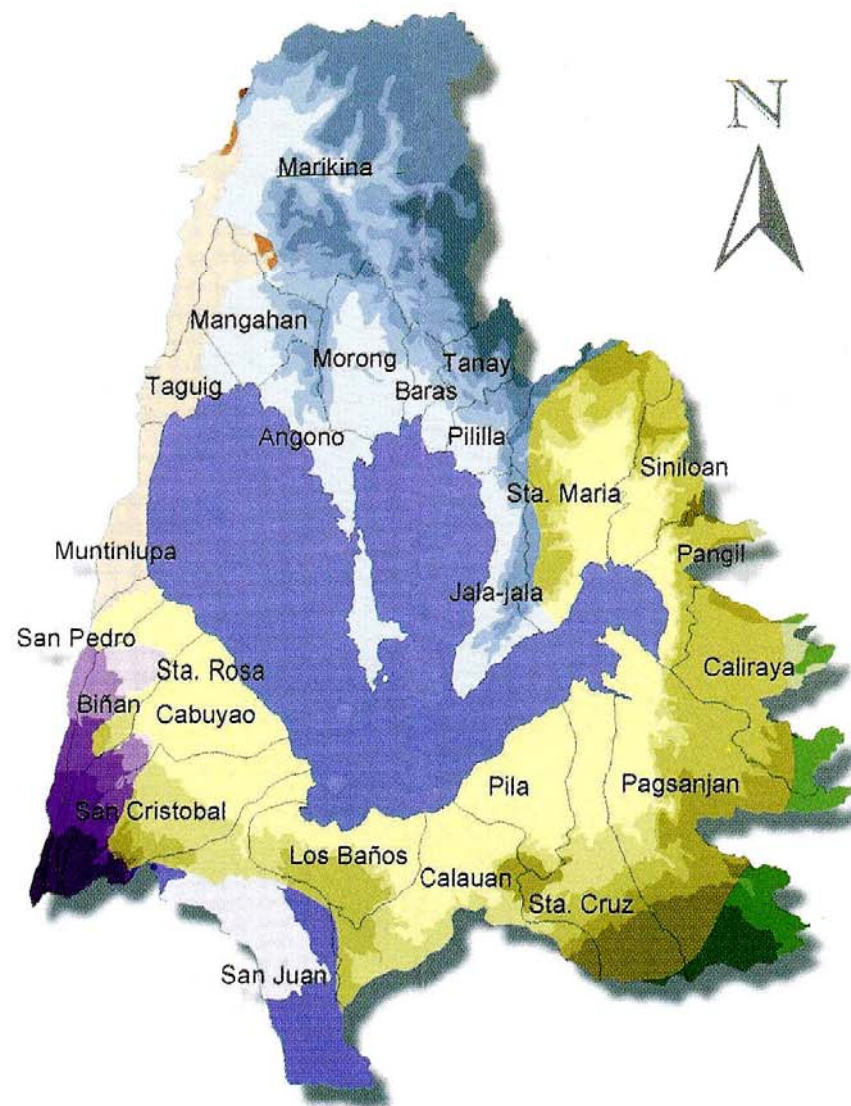 N
Marikina
Mangahan
Morong
Tanay
Taguig
Baras
Angono
Pililla
Siniloan
Sta. Maria
Muntinlupa
Pangil
Jala-jala
San Pedro
Sta. Rosa
Caliraya
Biñan
Cabuyao
Pila
Pagsanjan
San Cristobal
Los Baños
Calauan
Sta. Cruz
San Juan